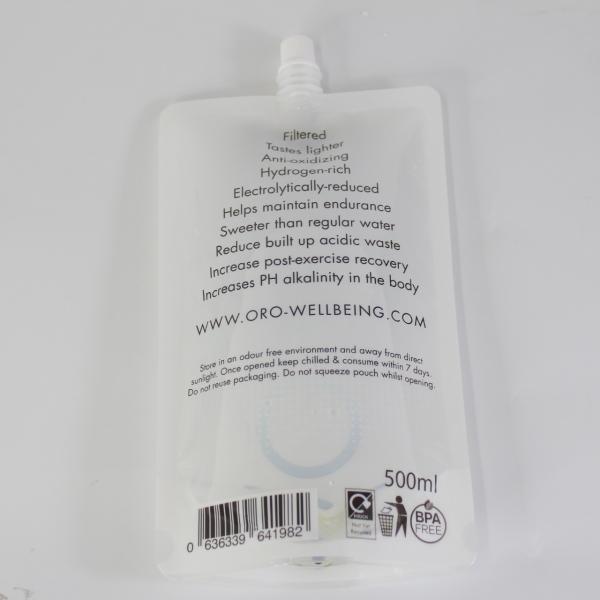 Filtered
Tastes lighter
Anti-oxidizing
Hydrogen-rich
Electrolytically-reduced
Helps maintain endurance
Sweeter than regular water
Reduce built up acidic waste
Increase post-exercise recovery
Increases PH alkalinity in the body
WWW.ORO-WELLBEING.COM
Store in an odour free environment and away from direct
sunlight. Once opened keep chilled & consume within 7 days.
Do not reuse packaging. Do not squeeze pouch whilst opening.
500ml
Not Yet
Recycled
BPA
FREE
0 636339 641982